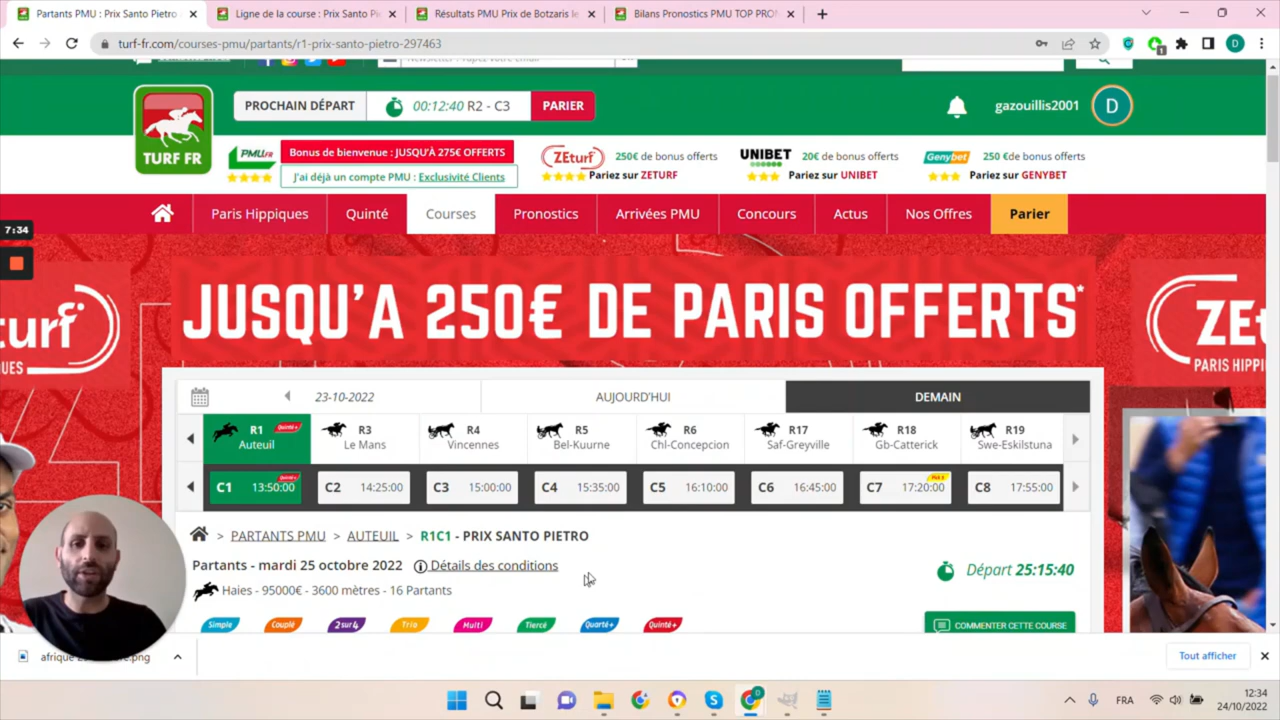 Partants PMU : Prix Santo Pietro
Ligne de la course : Prix Santo Pi
Résultats PMU Prix de Botzaris le
Bilans Pronostics PMU TOP PRO
turf-fr.com/courses-pmu/partants/r1-prix-santo-pietro-297463
PROCHAIN DÉPART
00:12:40 R2 - C3
PARIER
gazouillis2001
D
TURF FR
PMU.FR
Bonus de bienvenue : JUSQU'À 275€ OFFERTS
J'ai déjà un compte PMU : Exclusivité Clients
ZEturf
250€ de bonus offerts
Pariez sur ZETURF
UNIBET
20€ de bonus offerts
Pariez sur UNIBET
Genybet
250 €de bonus offerts
Pariez sur GENYBET
Paris Hippiques
Quinté
Courses
Pronostics
Arrivées PMU
Concours
Actus
Nos Offres
Parier
7:34
JUSQU'A 250€ DE PARIS OFFERTS*
eturf
QUES
ZE
PARIS HIPPI
23-10-2022
AUJOURD'HUI
DEMAIN
R1 Quinté+
Auteuil
R3
Le Mans
R4
Vincennes
R5
Bel-Kuurne
R6
Chl-Concepcion
R17
Saf-Greyville
R18
Gb-Catterick
R19
Swe-Eskilstuna
C1 13:50:00 Quinté+
C2 14:25:00
C3 15:00:00
C4 15:35:00
C5 16:10:00
C6 16:45:00
C7 17:20:00
C8 17:55:00
> PARTANTS PMU > AUTEUIL > R1C1 - PRIX SANTO PIETRO
Partants - mardi 25 octobre 2022 Détails des conditions
Départ 25:15:40
Haies - 95000€ - 3600 mètres - 16 Partants
Simple
Couplé
2sur4
Trio
Multi
Tiercé
Quarté+
Quinté+
COMMENTER CETTE COURSE
Tout afficher
FRA
12:34
24/10/2022